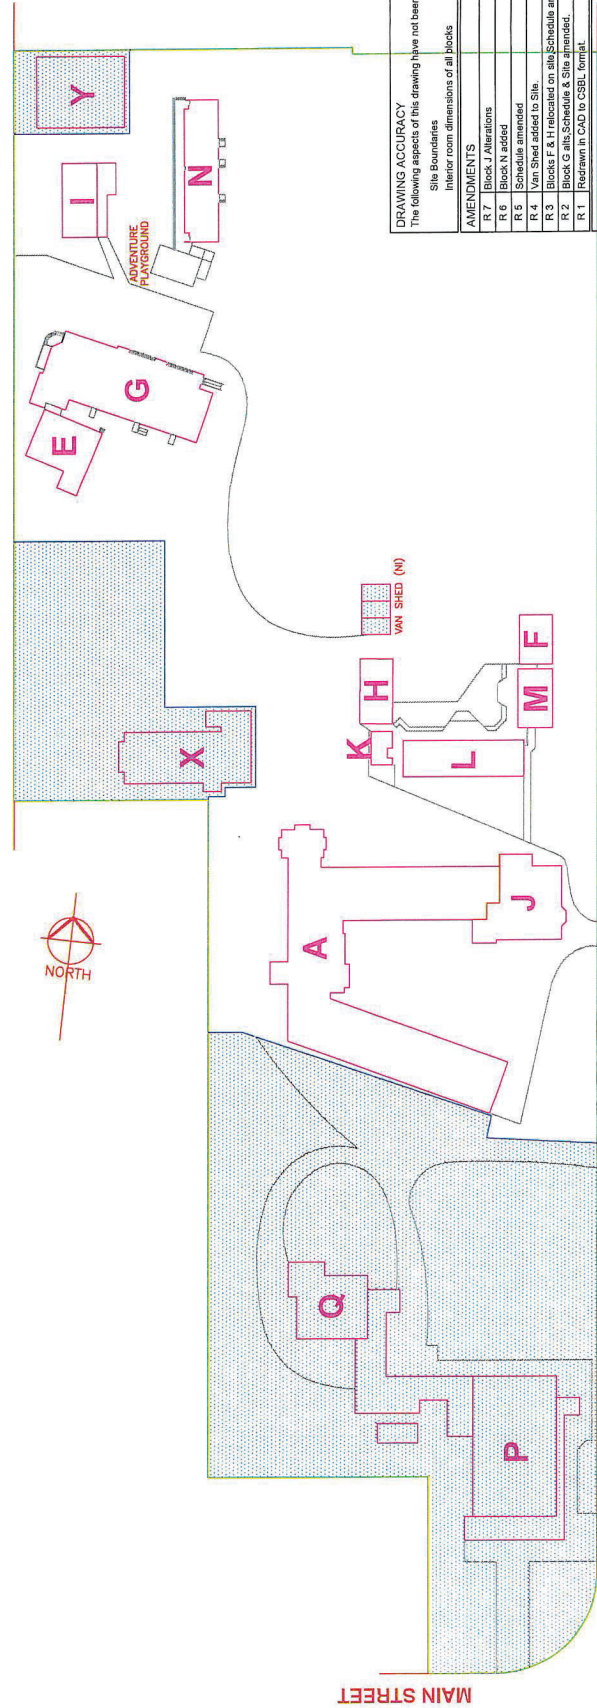 Y
I
N
ADVENTURE
PLAYGROUND
G
E
VAN SHED (NI)
X
H
K
F
M
L
NORTH
A
J
Q
P
MAIN STREET
DRAWING ACCURACY
The following aspects of this drawing have not been
Site Boundaries
Interior room dimensions of all blocks
AMENDMENTS
R 7 Block J Alterations
R 6 Block N added
R 5 Schedule amended
R 4 Van Shed added to Site.
R 3 Blocks F & H relocated on site,Schedule
R 2 Block G alts,Schedule & Site amended.
R 1 Redrawn in CAD to CSBL format.